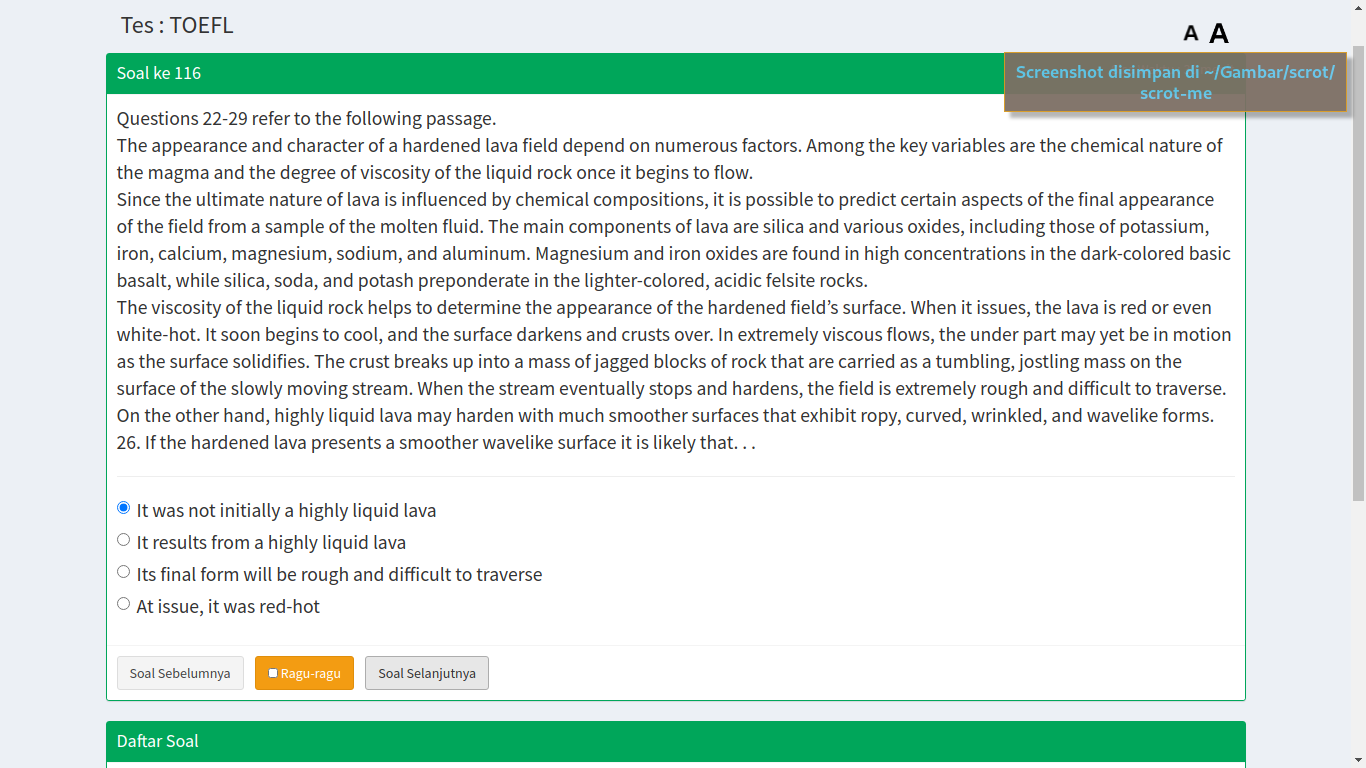 Tes : TOEFL
A A
Soal ke 116
Screenshot disimpan di ~/Gambar/scrot/
scrot-me
Questions 22-29 refer to the following passage.
The appearance and character of a hardened lava field depend on numerous factors. Among the key variables are the chemical nature of
the magma and the degree of viscosity of the liquid rock once it begins to flow.
Since the ultimate nature of lava is influenced by chemical compositions, it is possible to predict certain aspects of the final appearance
of the field from a sample of the molten fluid. The main components of lava are silica and various oxides, including those of potassium,
iron, calcium, magnesium, sodium, and aluminum. Magnesium and iron oxides are found in high concentrations in the dark-colored basic
basalt, while silica, soda, and potash preponderate in the lighter-colored, acidic felsite rocks.
The viscosity of the liquid rock helps to determine the appearance of the hardened field’s surface. When it issues, the lava is red or even
white-hot. It soon begins to cool, and the surface darkens and crusts over. In extremely viscous flows, the under part may yet be in motion
as the surface solidifies. The crust breaks up into a mass of jagged blocks of rock that are carried as a tumbling, jostling mass on the
surface of the slowly moving stream. When the stream eventually stops and hardens, the field is extremely rough and difficult to traverse.
On the other hand, highly liquid lava may harden with much smoother surfaces that exhibit ropy, curved, wrinkled, and wavelike forms.
26. If the hardened lava presents a smoother wavelike surface it is likely that. . .
It was not initially a highly liquid lava
It results from a highly liquid lava
Its final form will be rough and difficult to traverse
At issue, it was red-hot
Soal Sebelumnya
Ragu-ragu
Soal Selanjutnya
Daftar Soal